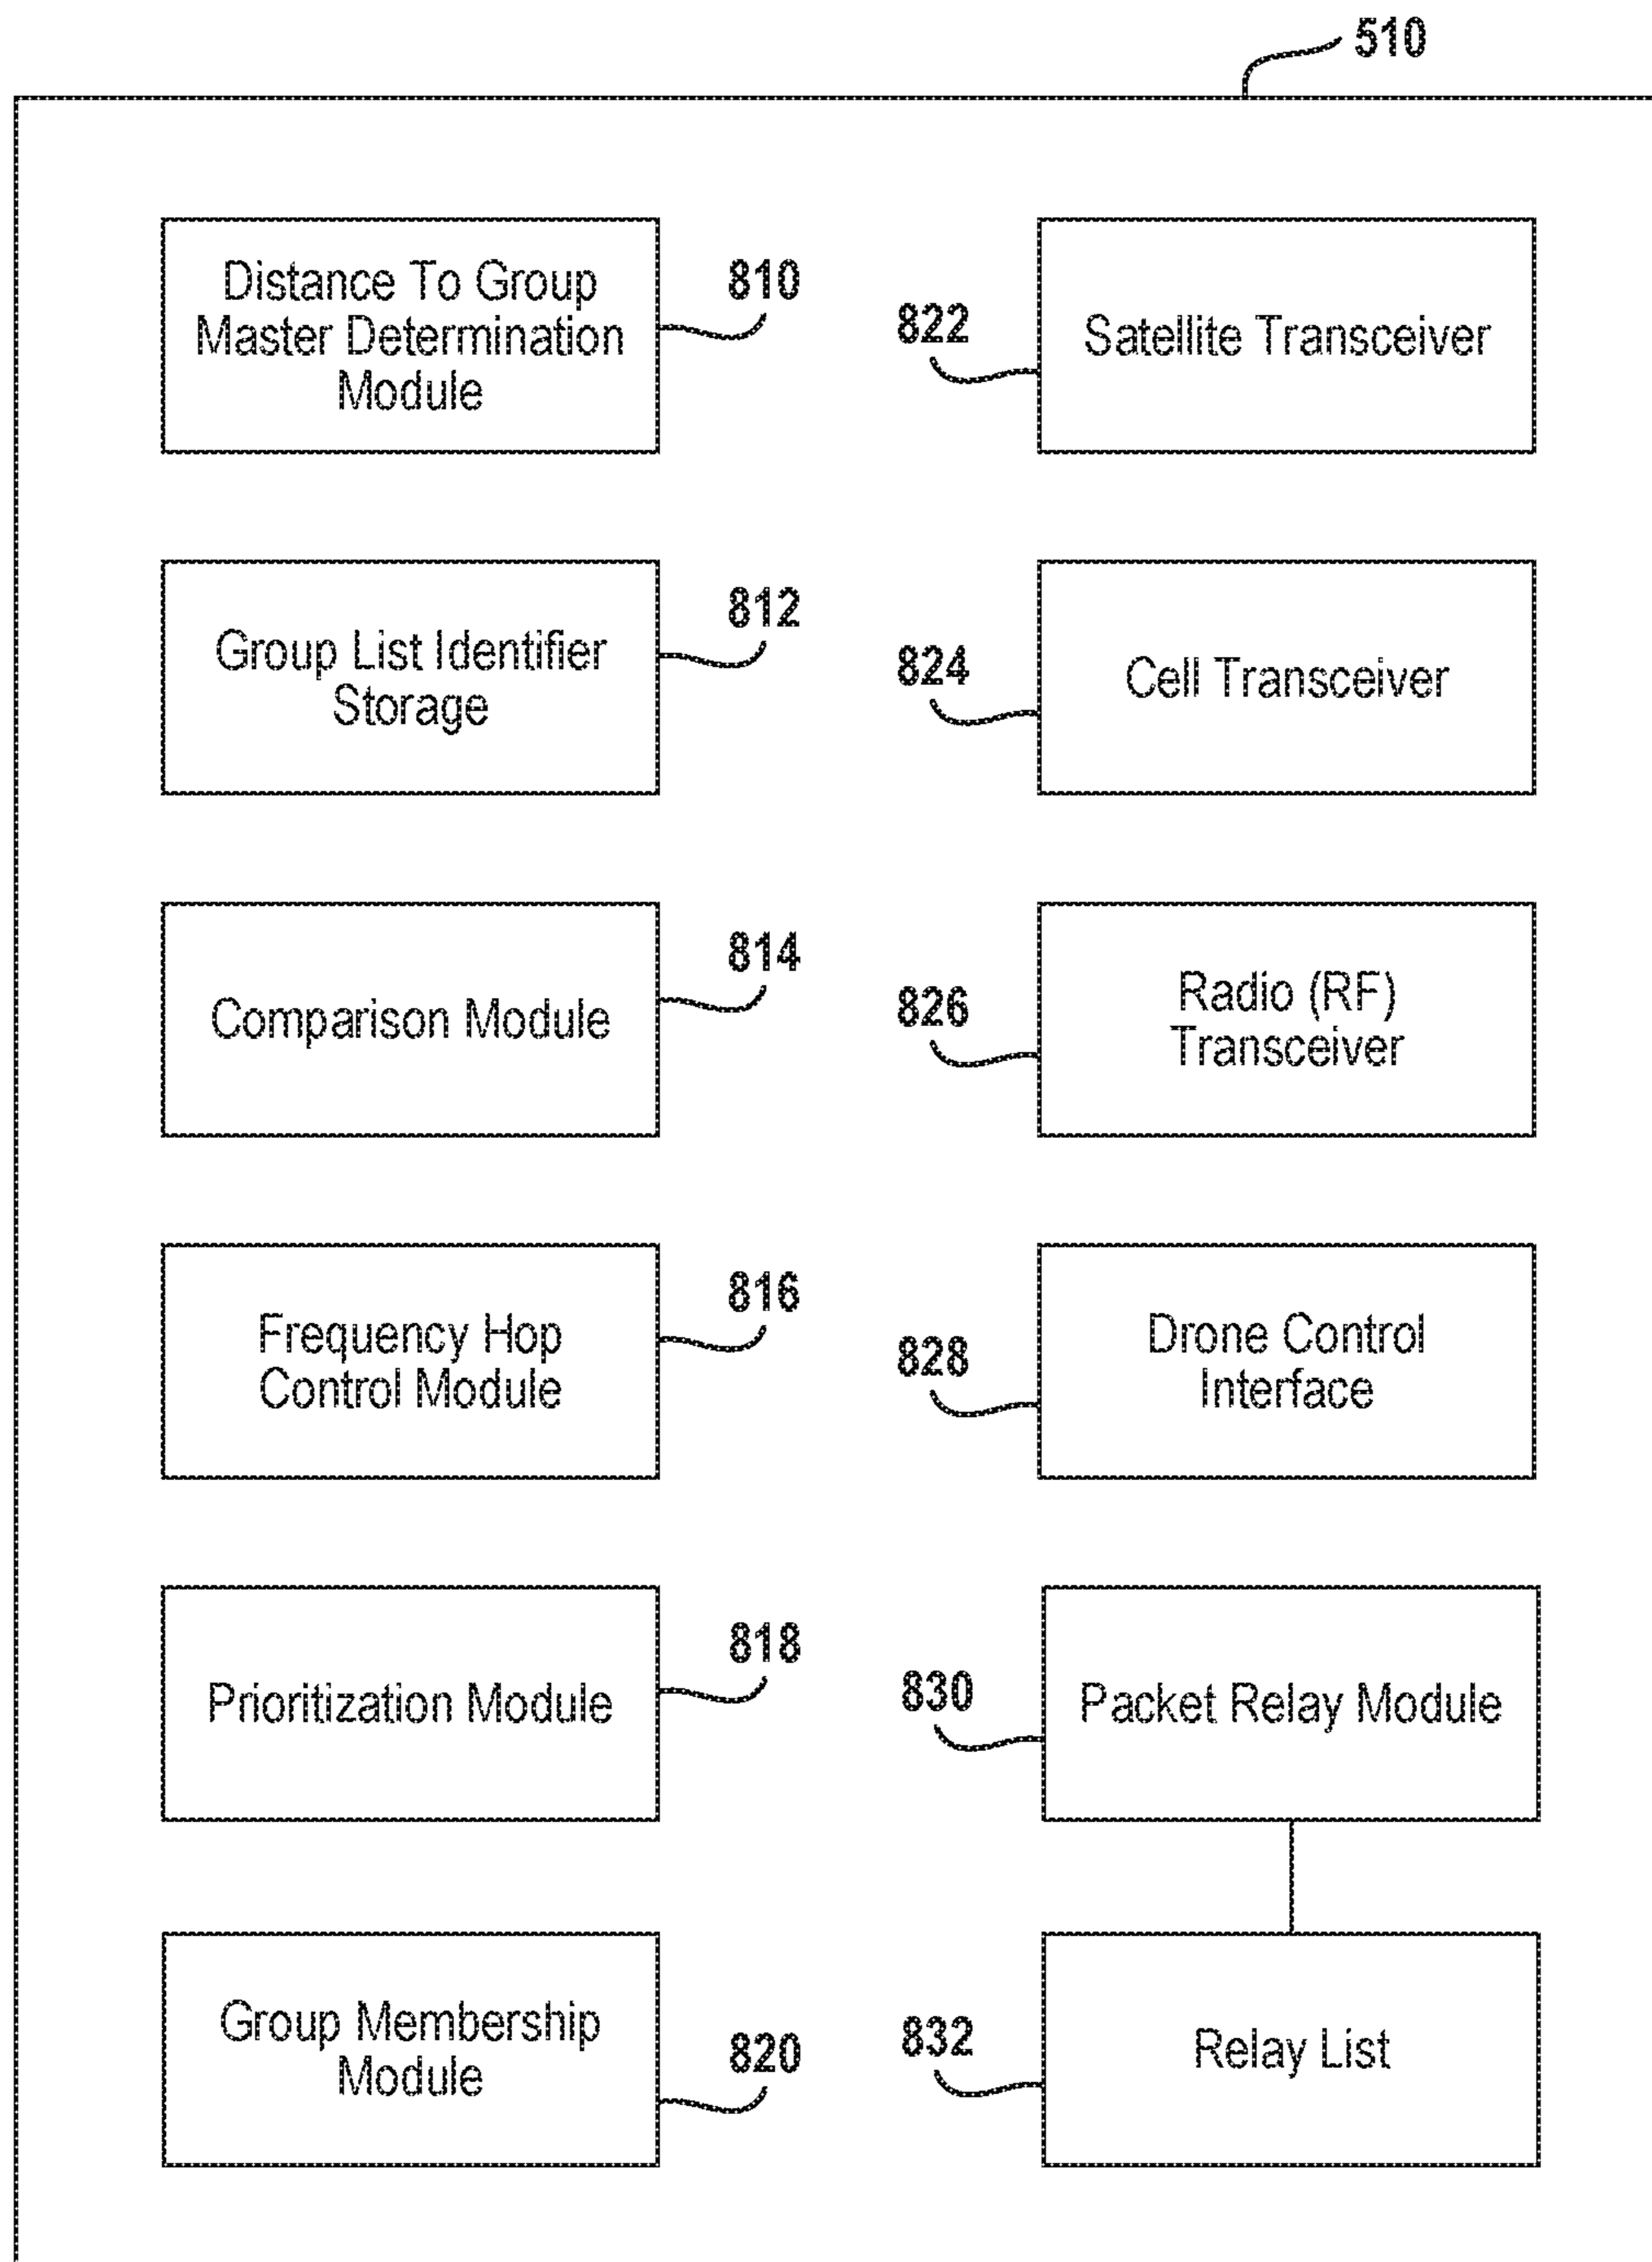 510
Distance To Group
Master Determination
Module
810
822
Satellite Transceiver
Group List Identifier
Storage
812
824
Cell Transceiver
Comparison Module
814
826
Radio (RF)
Transceiver
Frequency Hop
Control Module
816
828
Drone Control
Interface
Prioritization Module
818
830
Packet Relay Module
Group Membership
Module
820
832
Relay List